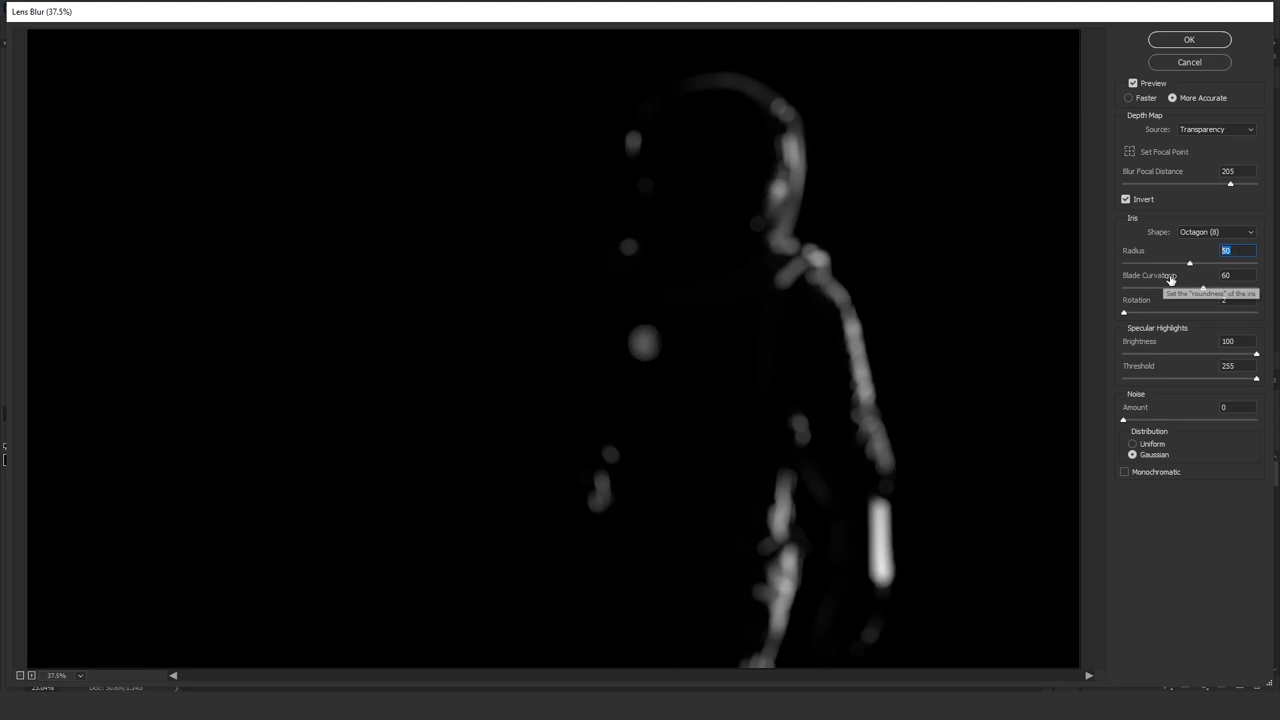 Lens Blur (37.5%)
OK
Cancel
Preview
Faster
More Accurate
Depth Map
Source:
Transparency
Set Focal Point
Blur Focal Distance
205
Invert
Iris
Shape:
Octagon (8)
Radius
50
Blade Curvature
60
Set the "roundness" of the iris
Rotation
2
Specular Highlights
Brightness
100
Threshold
255
Noise
Amount
0
Distribution
Uniform
Gaussian
Monochromatic
37.5%